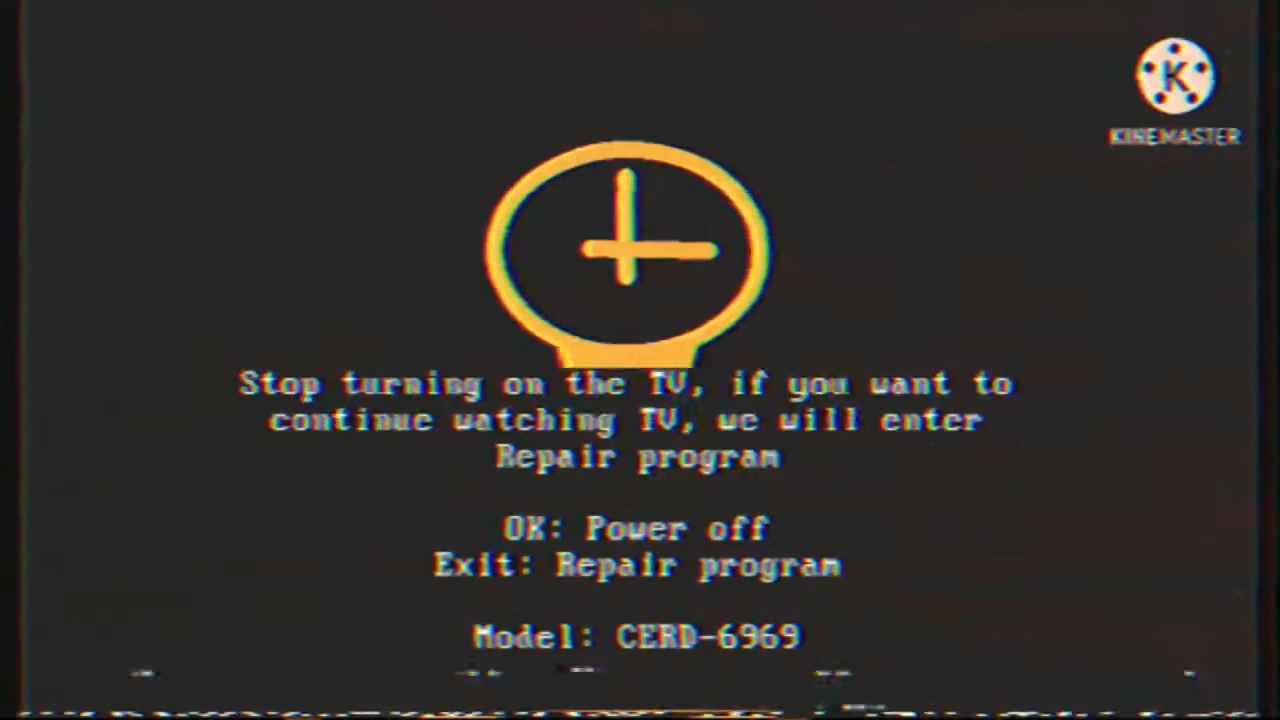 K
KINEMASTER
Stop turning on the TV, if you want to
continue watching TV, we will enter
Repair program
OK: Power off
Exit: Repair program
Model: CERD-6969